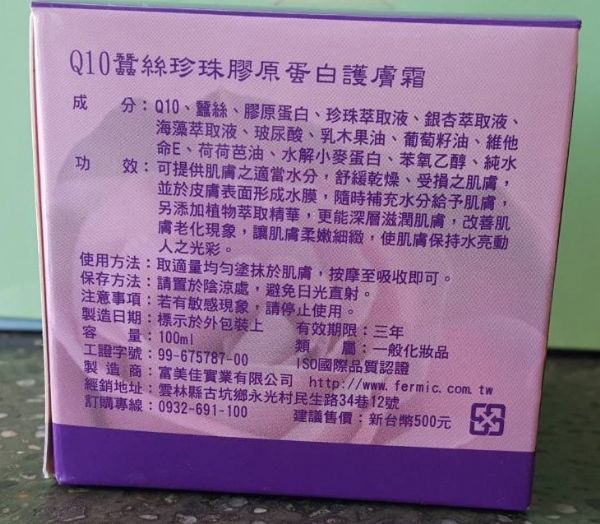 Q10蠶絲珍珠膠原蛋白護膚霜
成 分：Q10、蠶絲、膠原蛋白、珍珠萃取液、銀杏萃取液、
海藻萃取液、玻尿酸、乳木果油、葡萄籽油、維他
命E、荷荷芭油、水解小麥蛋白、苯氧乙醇、純水
功 效：可提供肌膚之適當水分，舒緩乾燥、受損之肌膚，
並於皮膚表面形成水膜，隨時補充水分給予肌膚，
另添加植物萃取精華，更能深層滋潤肌膚，改善肌
膚老化現象，讓肌膚柔嫩細緻，使肌膚保持水亮動
人之光彩。
使用方法：取適量均勻塗抹於肌膚，按摩至吸收即可。
保存方法：請置於陰涼處，避免日光直射。
注意事項：若有敏感現象，請停止使用。
製造日期：標示於外包裝上 有效期限：三年
容 量：100ml 類 屬：一般化妝品
工證字號：99-675787-00 ISO國際品質認證
製 造 商：富美佳實業有限公司 http://www.fermic.com.tw
經銷地址：雲林縣古坑鄉永光村民生路34巷12號
訂購專線：0932-691-100 建議售價：新台幣500元